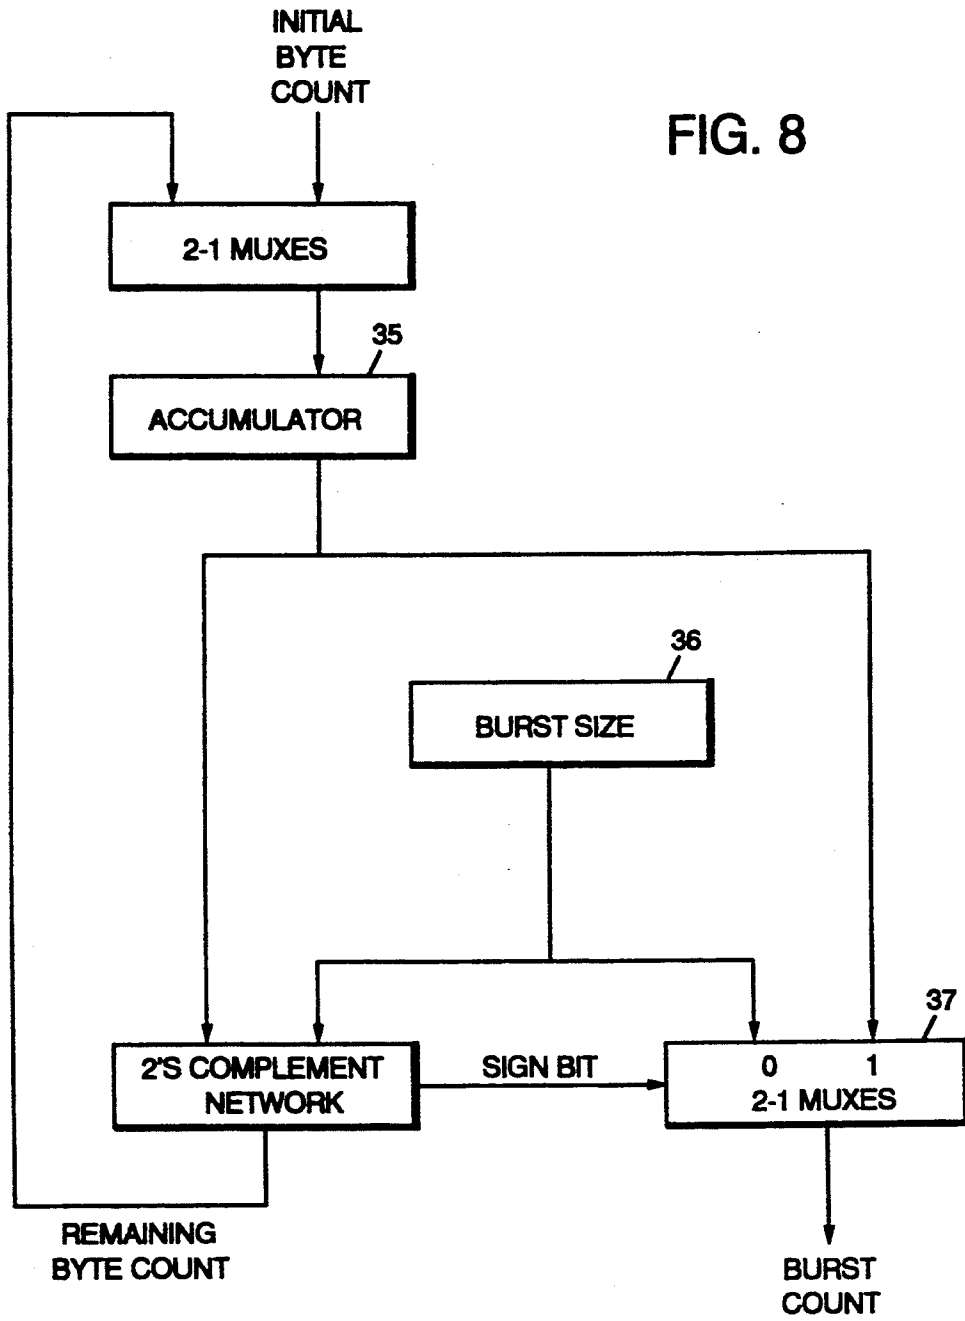 INITIAL
BYTE
COUNT
FIG. 8
2-1 MUXES
35
ACCUMULATOR
36
BURST SIZE
37
2'S COMPLEMENT
NETWORK
SIGN BIT
0 1
2-1 MUXES
REMAINING
BYTE COUNT
BURST
COUNT